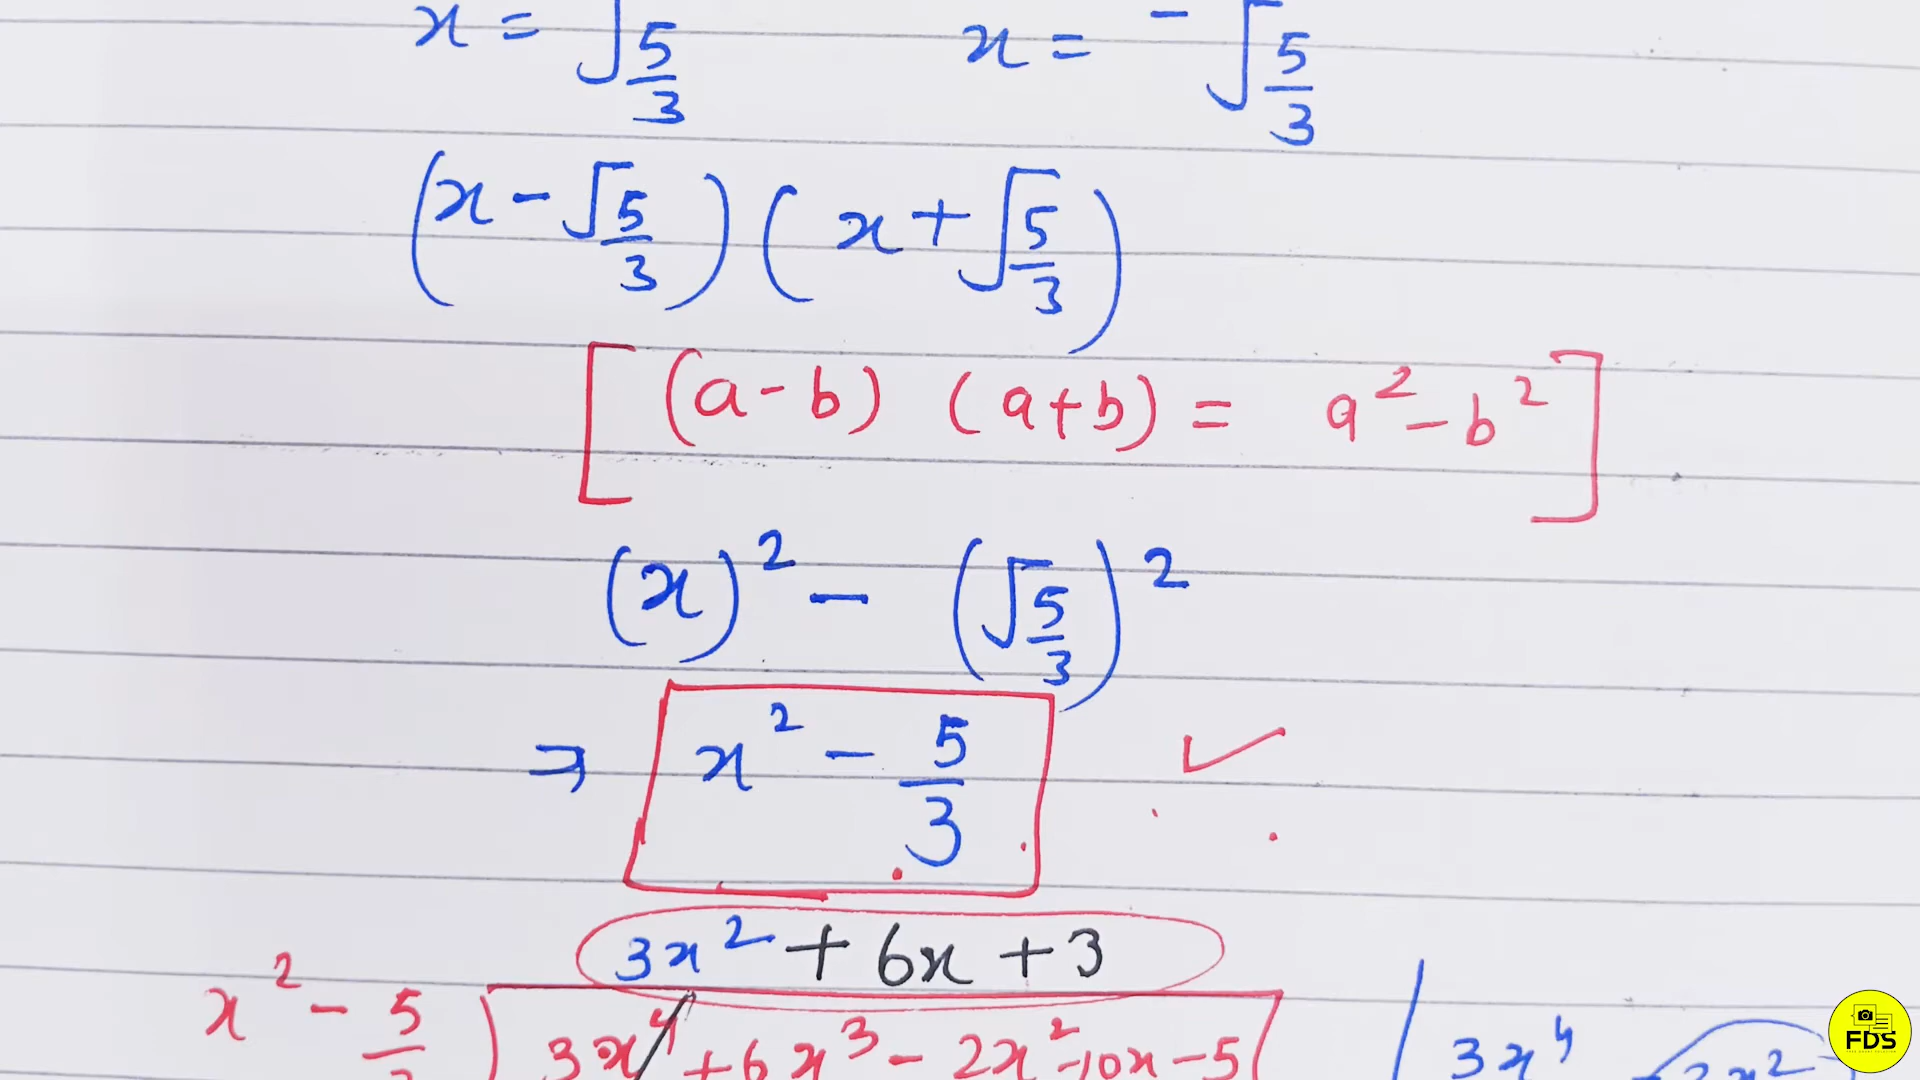 x = √5/3 x = -√5/3
(x - √5/3) (x + √5/3)
[(a - b) (a + b) = a² - b²]
(x)² - (√5/3)²
⇒ x² - 5/3 ✓
3x² + 6x + 3
x² - 5/3 3x⁴ + 6x³ - 2x² - 10x - 5 3x⁴
FDS